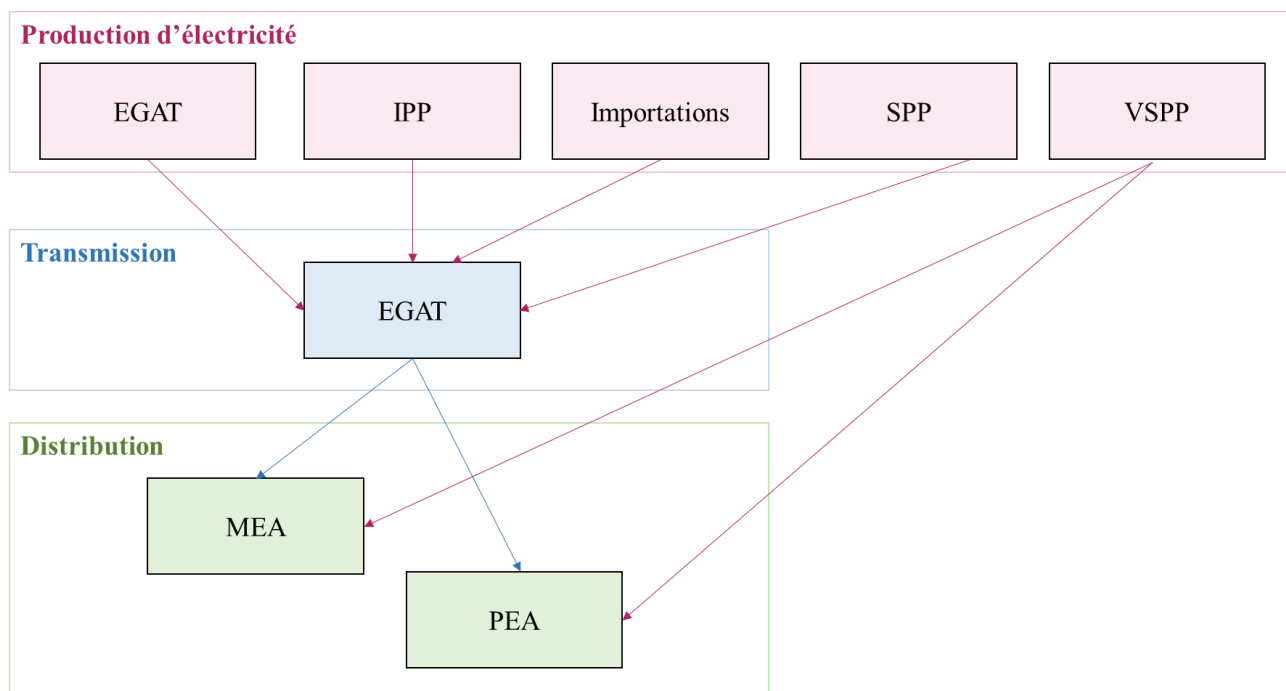 Production d’électricité
EGAT
IPP
Importations
SPP
VSPP
Transmission
EGAT
Distribution
MEA
PEA